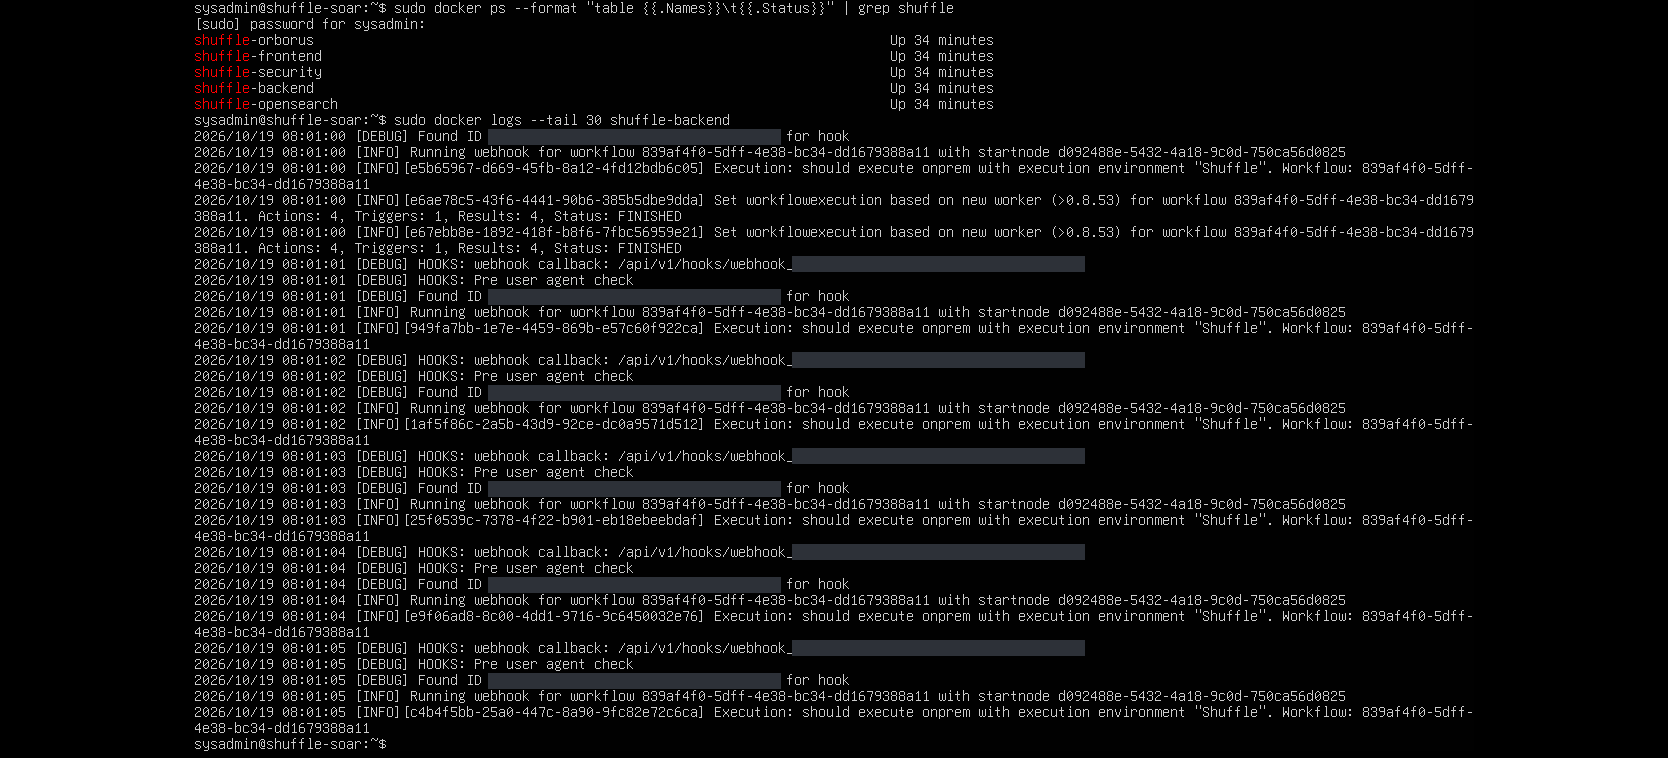 sysadmin@shuffle-soar:~$ sudo docker ps --format "table {{.Names}}\t{{.Status}}" | grep shuffle
[sudo] password for sysadmin:
shuffle-orborus Up 34 minutes
shuffle-frontend Up 34 minutes
shuffle-security Up 34 minutes
shuffle-backend Up 34 minutes
shuffle-opensearch Up 34 minutes
sysadmin@shuffle-soar:~$ sudo docker logs --tail 30 shuffle-backend
2026/10/19 08:01:00 [DEBUG] Found ID for hook
2026/10/19 08:01:00 [INFO] Running webhook for workflow 839af4f0-5dff-4e38-bc34-dd1679388a11 with startnode d092488e-5432-4a18-9c0d-750ca56d0825
2026/10/19 08:01:00 [INFO][e5b65967-d669-45fb-8a12-4fd12bdb6c05] Execution: should execute onprem with execution environment "Shuffle". Workflow: 839af4f0-5dff-
4e38-bc34-dd1679388a11
2026/10/19 08:01:00 [INFO][e6ae78c5-43f6-4441-90b6-385b5dbe9dda] Set workflowexecution based on new worker (>0.8.53) for workflow 839af4f0-5dff-4e38-bc34-dd1679
388a11. Actions: 4, Triggers: 1, Results: 4, Status: FINISHED
2026/10/19 08:01:00 [INFO][e67ebb8e-1892-418f-b8f6-7fbc56959e21] Set workflowexecution based on new worker (>0.8.53) for workflow 839af4f0-5dff-4e38-bc34-dd1679
388a11. Actions: 4, Triggers: 1, Results: 4, Status: FINISHED
2026/10/19 08:01:01 [DEBUG] HOOKS: webhook callback: /api/v1/hooks/webhook_
2026/10/19 08:01:01 [DEBUG] HOOKS: Pre user agent check
2026/10/19 08:01:01 [DEBUG] Found ID for hook
2026/10/19 08:01:01 [INFO] Running webhook for workflow 839af4f0-5dff-4e38-bc34-dd1679388a11 with startnode d092488e-5432-4a18-9c0d-750ca56d0825
2026/10/19 08:01:01 [INFO][949fa7bb-1e7e-4459-869b-e57c60f922ca] Execution: should execute onprem with execution environment "Shuffle". Workflow: 839af4f0-5dff-
4e38-bc34-dd1679388a11
2026/10/19 08:01:02 [DEBUG] HOOKS: webhook callback: /api/v1/hooks/webhook_
2026/10/19 08:01:02 [DEBUG] HOOKS: Pre user agent check
2026/10/19 08:01:02 [DEBUG] Found ID for hook
2026/10/19 08:01:02 [INFO] Running webhook for workflow 839af4f0-5dff-4e38-bc34-dd1679388a11 with startnode d092488e-5432-4a18-9c0d-750ca56d0825
2026/10/19 08:01:02 [INFO][1af5f86c-2a5b-43d9-92ce-dc0a9571d512] Execution: should execute onprem with execution environment "Shuffle". Workflow: 839af4f0-5dff-
4e38-bc34-dd1679388a11
2026/10/19 08:01:03 [DEBUG] HOOKS: webhook callback: /api/v1/hooks/webhook_
2026/10/19 08:01:03 [DEBUG] HOOKS: Pre user agent check
2026/10/19 08:01:03 [DEBUG] Found ID for hook
2026/10/19 08:01:03 [INFO] Running webhook for workflow 839af4f0-5dff-4e38-bc34-dd1679388a11 with startnode d092488e-5432-4a18-9c0d-750ca56d0825
2026/10/19 08:01:03 [INFO][25f0539c-7378-4f22-b901-eb18ebeebdaf] Execution: should execute onprem with execution environment "Shuffle". Workflow: 839af4f0-5dff-
4e38-bc34-dd1679388a11
2026/10/19 08:01:04 [DEBUG] HOOKS: webhook callback: /api/v1/hooks/webhook_
2026/10/19 08:01:04 [DEBUG] HOOKS: Pre user agent check
2026/10/19 08:01:04 [DEBUG] Found ID for hook
2026/10/19 08:01:04 [INFO] Running webhook for workflow 839af4f0-5dff-4e38-bc34-dd1679388a11 with startnode d092488e-5432-4a18-9c0d-750ca56d0825
2026/10/19 08:01:04 [INFO][e9f06ad8-8c00-4dd1-9716-9c6450032e76] Execution: should execute onprem with execution environment "Shuffle". Workflow: 839af4f0-5dff-
4e38-bc34-dd1679388a11
2026/10/19 08:01:05 [DEBUG] HOOKS: webhook callback: /api/v1/hooks/webhook_
2026/10/19 08:01:05 [DEBUG] HOOKS: Pre user agent check
2026/10/19 08:01:05 [DEBUG] Found ID for hook
2026/10/19 08:01:05 [INFO] Running webhook for workflow 839af4f0-5dff-4e38-bc34-dd1679388a11 with startnode d092488e-5432-4a18-9c0d-750ca56d0825
2026/10/19 08:01:05 [INFO][c4b4f5bb-25a0-447c-8a90-9fc82e72c6ca] Execution: should execute onprem with execution environment "Shuffle". Workflow: 839af4f0-5dff-
4e38-bc34-dd1679388a11
sysadmin@shuffle-soar:~$